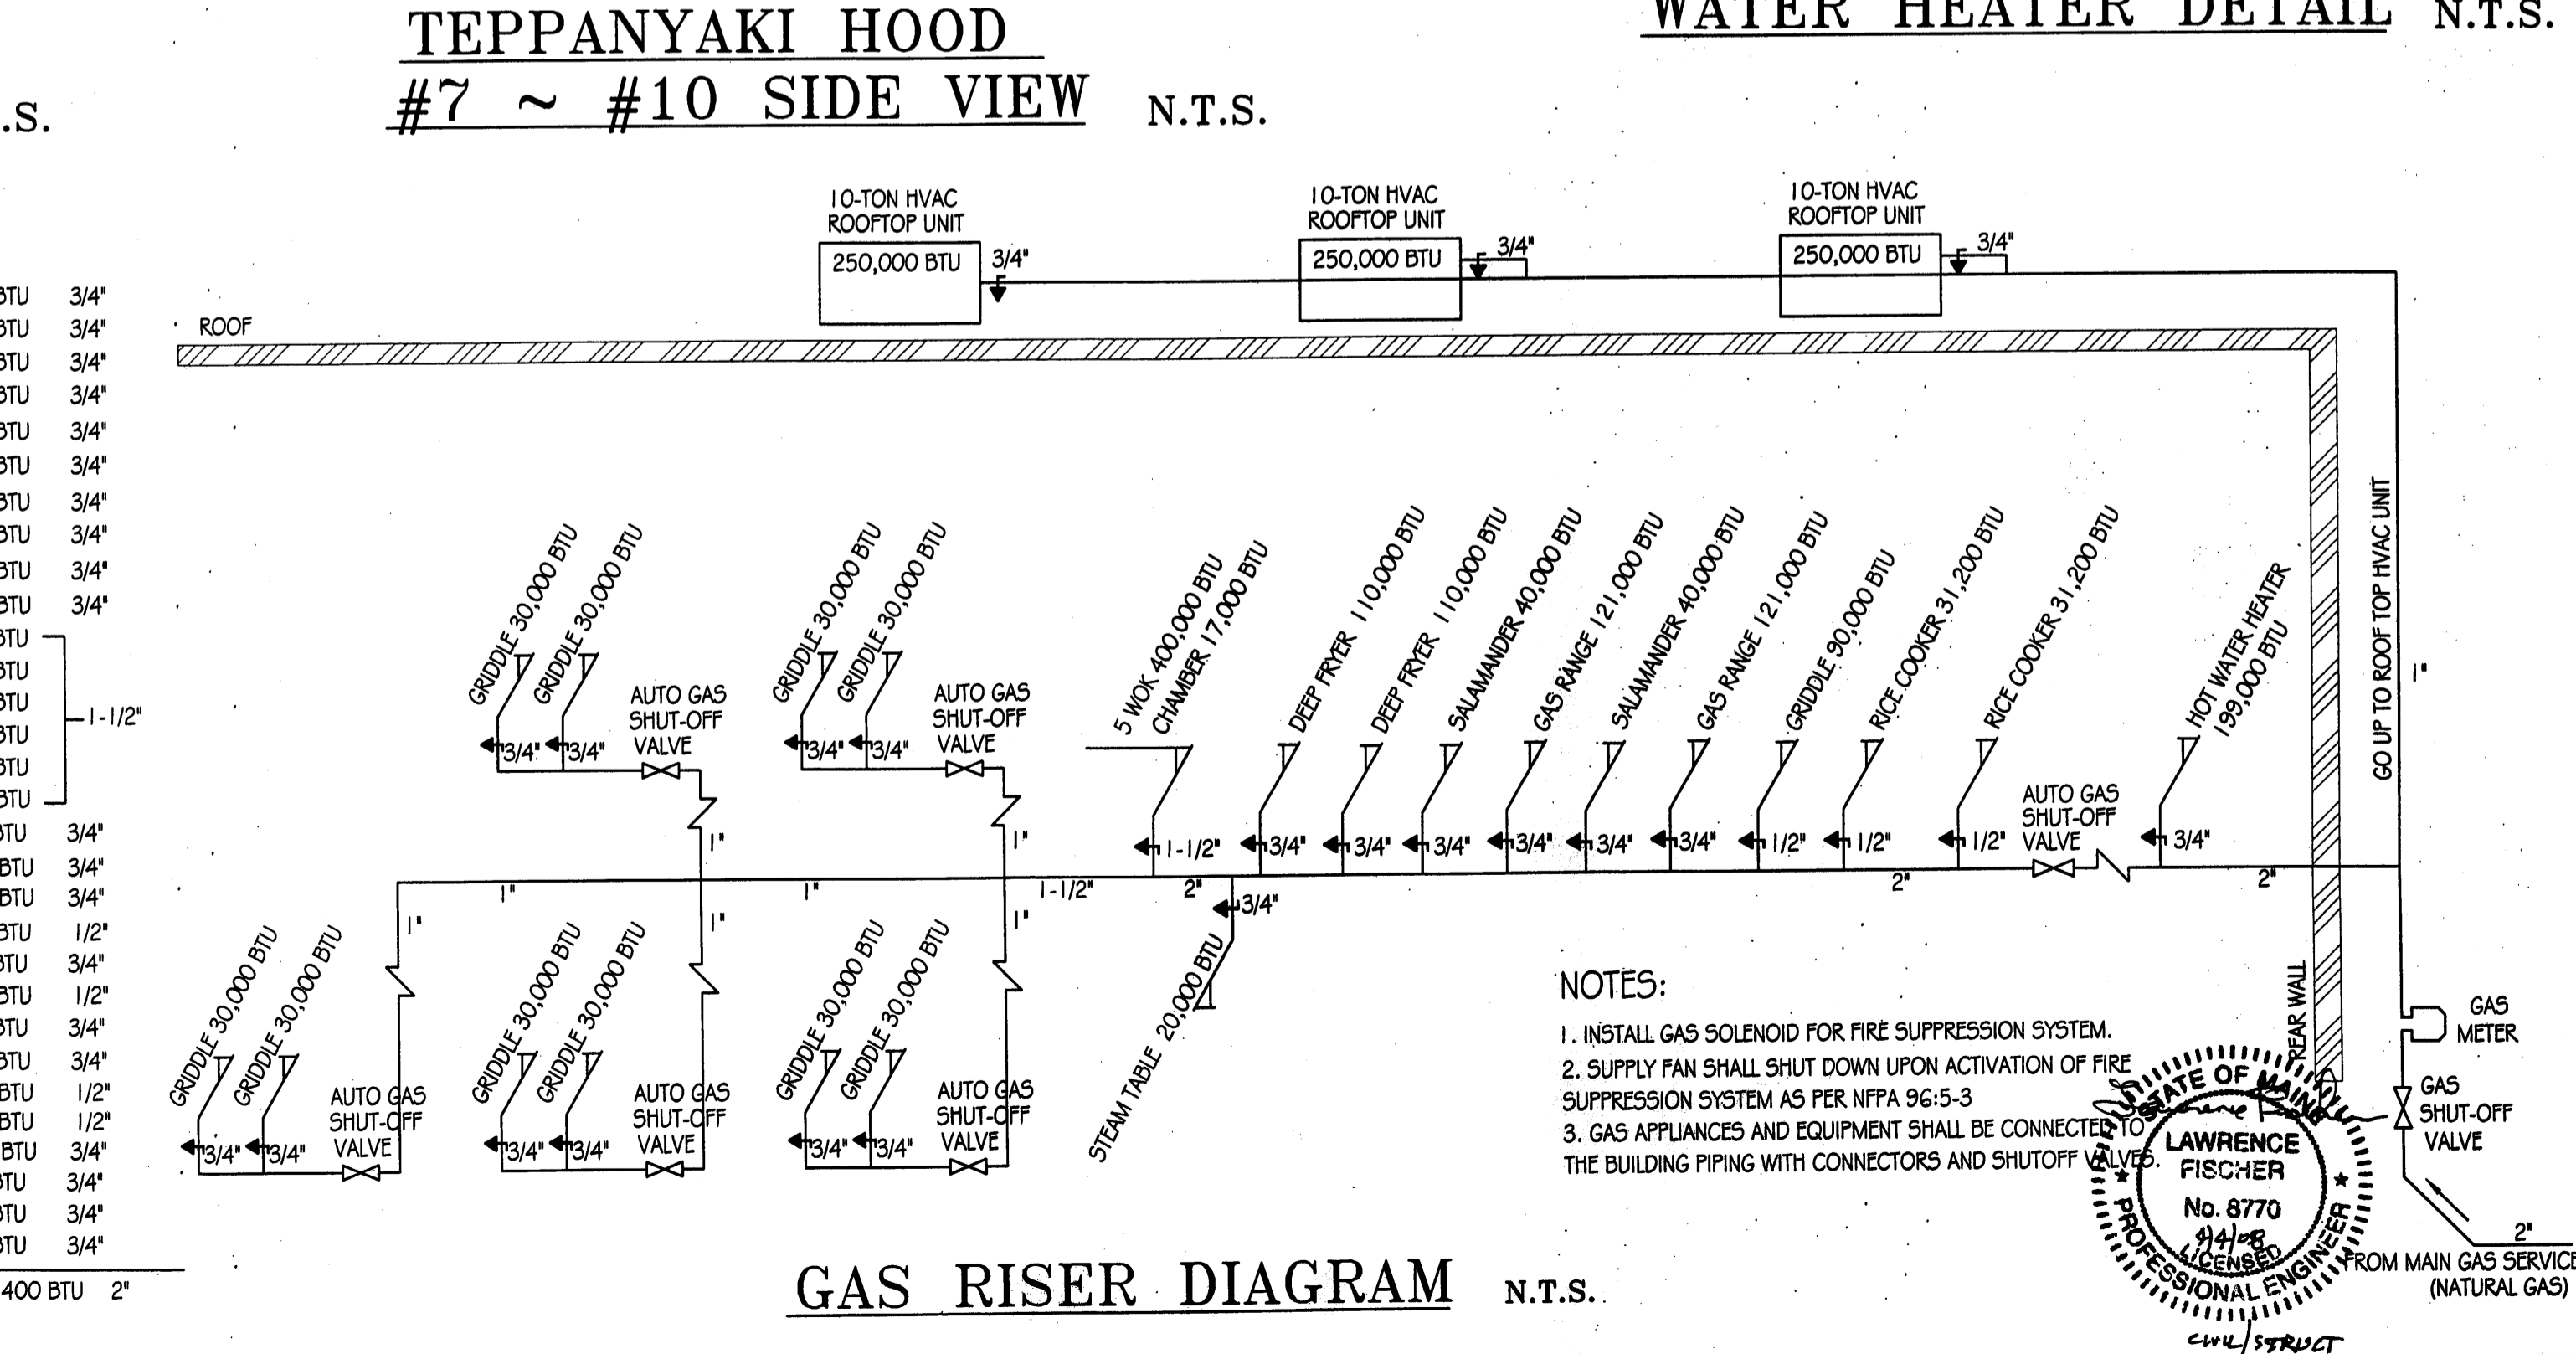 TEPPANYAKI HOOD
#7 ~ #10 SIDE VIEW N.T.S.
WATER HEATER DETAIL N.T.S.
.S.
10-TON HVAC
ROOFTOP UNIT
250,000 BTU
3/4"
10-TON HVAC
ROOFTOP UNIT
250,000 BTU
3/4"
10-TON HVAC
ROOFTOP UNIT
250,000 BTU
3/4"
ROOF
BTU 3/4"
BTU 3/4"
BTU 3/4"
BTU 3/4"
BTU 3/4"
BTU 3/4"
BTU 3/4"
BTU 3/4"
BTU 3/4"
BTU 3/4"
BTU
BTU
BTU
1-1/2"
BTU
BTU
BTU
BTU 3/4"
BTU 3/4"
BTU 3/4"
BTU 1/2"
BTU 3/4"
BTU 1/2"
BTU 3/4"
BTU 3/4"
BTU 1/2"
BTU 1/2"
BTU 3/4"
BTU 3/4"
BTU 3/4"
BTU 3/4"
400 BTU 2"
GRIDDLE 30,000 BTU
GRIDDLE 30,000 BTU
3/4"
3/4"
AUTO GAS
SHUT-OFF
VALVE
1"
GRIDDLE 30,000 BTU
GRIDDLE 30,000 BTU
3/4"
3/4"
AUTO GAS
SHUT-OFF
VALVE
1"
5 WOK 400,000 BTU
CHAMBER 17,000 BTU
1-1/2"
DEEP FRYER 110,000 BTU
3/4"
DEEP FRYER 110,000 BTU
3/4"
SALAMANDER 40,000 BTU
3/4"
GAS RANGE 121,000 BTU
3/4"
SALAMANDER 40,000 BTU
3/4"
GAS RANGE 121,000 BTU
3/4"
GRIDDLE 90,000 BTU
1/2"
RICE COOKER 31,200 BTU
1/2"
RICE COOKER 31,200 BTU
1/2"
AUTO GAS
SHUT-OFF
VALVE
HOT WATER HEATER
199,000 BTU
3/4"
GO UP TO ROOF TOP HVAC UNIT
1"
1"
1"
1-1/2"
2"
2"
2"
1"
1"
1"
3/4"
STEAM TABLE 20,000 BTU
GRIDDLE 30,000 BTU
GRIDDLE 30,000 BTU
3/4"
3/4"
AUTO GAS
SHUT-OFF
VALVE
GRIDDLE 30,000 BTU
GRIDDLE 30,000 BTU
3/4"
3/4"
AUTO GAS
SHUT-OFF
VALVE
GRIDDLE 30,000 BTU
GRIDDLE 30,000 BTU
3/4"
3/4"
AUTO GAS
SHUT-OFF
VALVE
NOTES:
1. INSTALL GAS SOLENOID FOR FIRE SUPPRESSION SYSTEM.
2. SUPPLY FAN SHALL SHUT DOWN UPON ACTIVATION OF FIRE
SUPPRESSION SYSTEM AS PER NFPA 96:5-3
3. GAS APPLIANCES AND EQUIPMENT SHALL BE CONNECTED TO
THE BUILDING PIPING WITH CONNECTORS AND SHUTOFF VALVES.
REAR WALL
GAS
METER
GAS
SHUT-OFF
VALVE
2"
FROM MAIN GAS SERVICE
(NATURAL GAS)
STATE OF MAINE
LAWRENCE
FISCHER
No. 8770
4/4/08
LICENSED
PROFESSIONAL ENGINEER
CIVIL/STRUCT
GAS RISER DIAGRAM N.T.S.